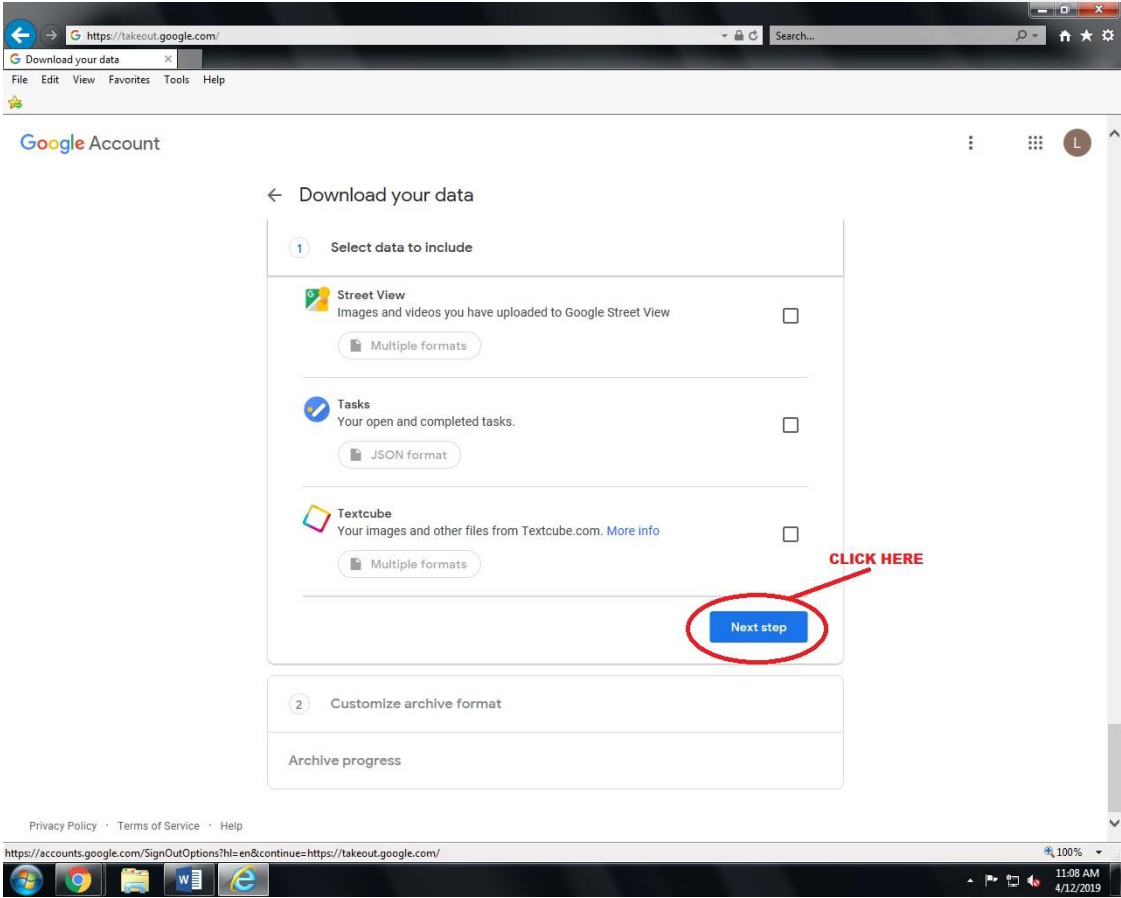 https://takeout.google.com/
Search...
Download your data
File Edit View Favorites Tools Help
Google Account
L
Download your data
1 Select data to include
Street View
Images and videos you have uploaded to Google Street View
Multiple formats
Tasks
Your open and completed tasks.
JSON format
Textcube
Your images and other files from Textcube.com. More info
Multiple formats
CLICK HERE
Next step
2 Customize archive format
Archive progress
Privacy Policy · Terms of Service · Help
https://accounts.google.com/SignOutOptions?hl=en&continue=https://takeout.google.com/
100%
11:08 AM
4/12/2019